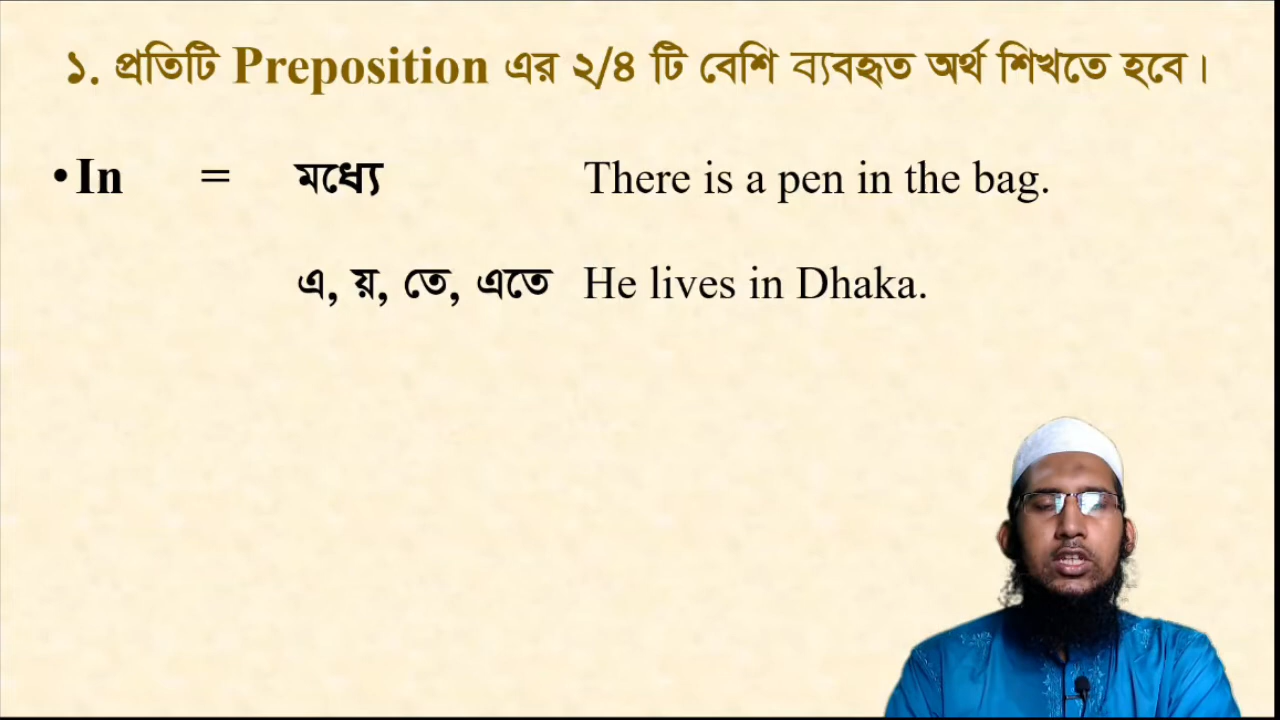 ১. প্রতিটি Preposition এর ২/৪ টি বেশি ব্যবহৃত অর্থ শিখতে হবে।
•In = মধ্যে There is a pen in the bag.
এ, য়, তে, এতে He lives in Dhaka.